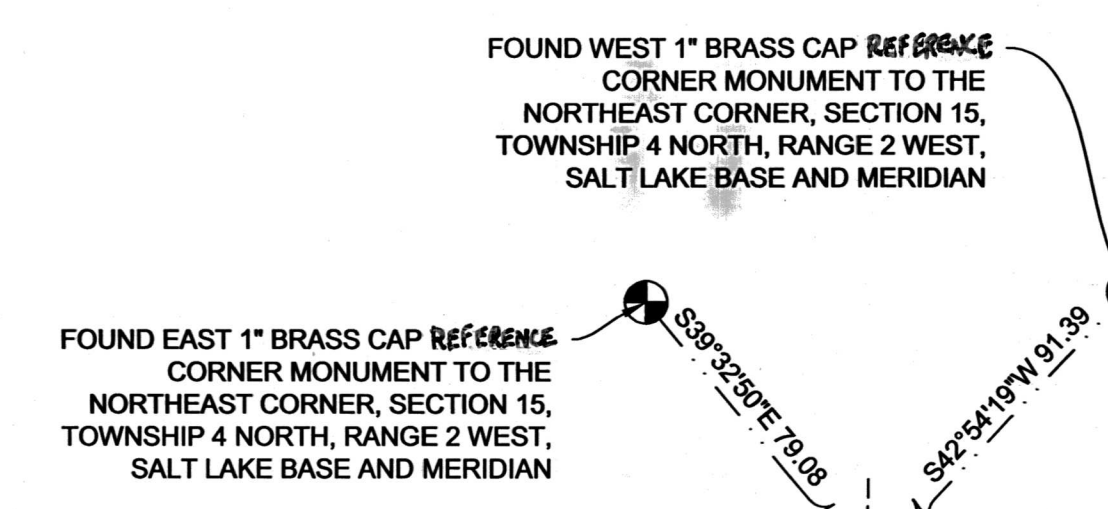 FOUND WEST 1" BRASS CAP REFERENCE
CORNER MONUMENT TO THE
NORTHEAST CORNER, SECTION 15,
TOWNSHIP 4 NORTH, RANGE 2 WEST,
SALT LAKE BASE AND MERIDIAN
FOUND EAST 1" BRASS CAP REFERENCE
CORNER MONUMENT TO THE
NORTHEAST CORNER, SECTION 15,
TOWNSHIP 4 NORTH, RANGE 2 WEST,
SALT LAKE BASE AND MERIDIAN
S39°32'50"E 79.08
S42°54'19"W 91.39